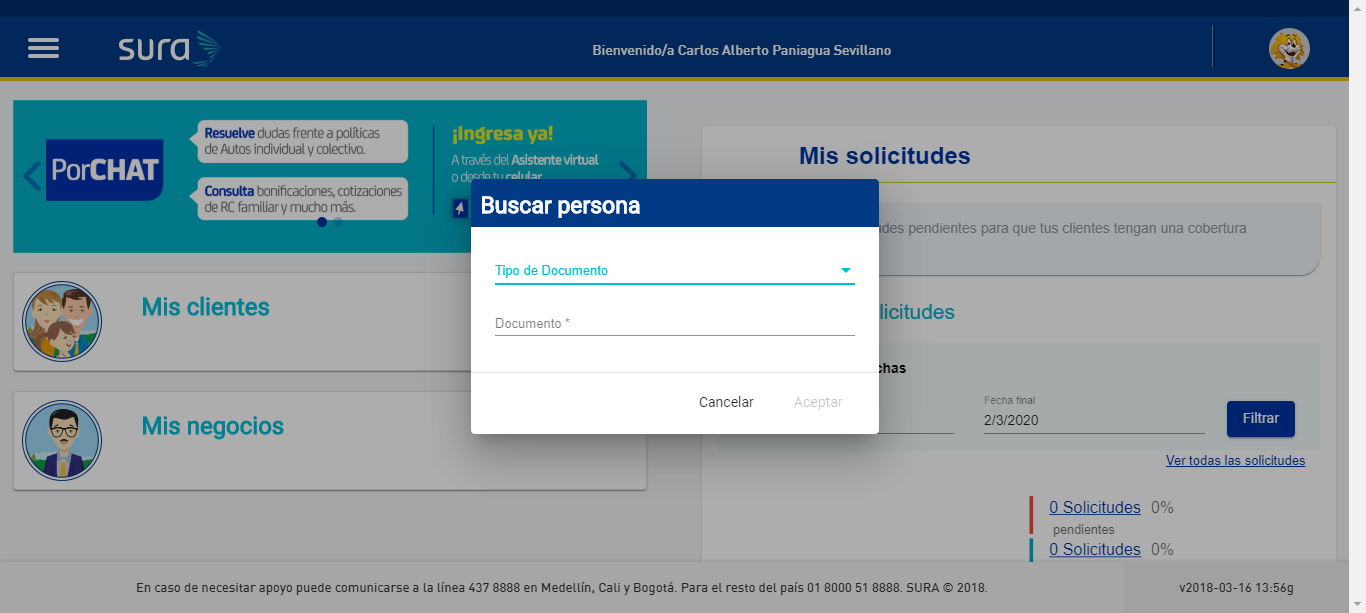 sura
Bienvenido/a Carlos Alberto Paniagua Sevillano
PorCHAT
Resuelve dudas frente a políticas
de Autos individual y colectivo.
Consulta bonificaciones, cotizaciones
de RC familiar y mucho más.
¡Ingresa ya!
A través del Asistente virtual
o desde tu celular
Mis solicitudes
des pendientes para que tus clientes tengan una cobertura
Buscar persona
Tipo de Documento
Documento *
Cancelar
Aceptar
Mis clientes
Mis negocios
licitudes
chas
Fecha final
2/3/2020
Filtrar
Ver todas las solicitudes
0 Solicitudes 0%
pendientes
0 Solicitudes 0%
En caso de necesitar apoyo puede comunicarse a la línea 437 8888 en Medellín, Cali y Bogotá. Para el resto del país 01 8000 51 8888. SURA © 2018.
v2018-03-16 13:56g